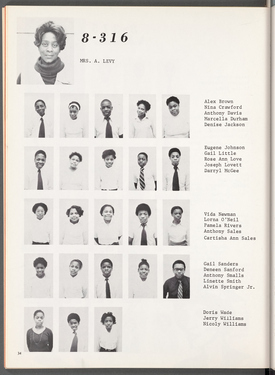 8-316
MRS. A. LEVY
Alex Brown
Nina Crawford
Anthony Davis
Marcella Durham
Denise Jackson
Eugene Johnson
Gail Little
Rose Ann Love
Joseph Lovett
Darryl McGee
Vida Newman
Lorna O'Neil
Pamela Rivera
Anthony Sales
Cartisha Ann Sales
Gail Sanders
Deneen Sanford
Anthony Smalls
Linette Smith
Alvin Springer Jr.
Doris Wade
Jerry Williams
Nicoly Williams
34